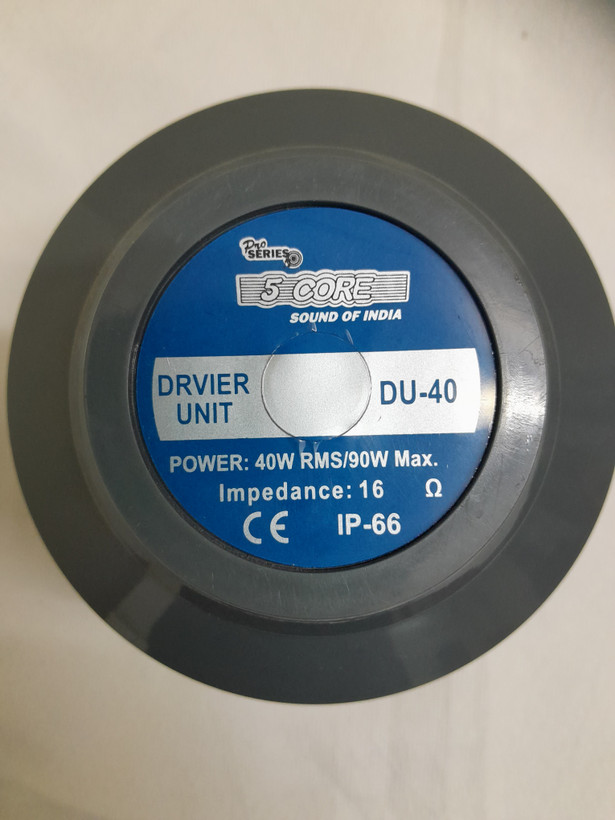 Pro
SERIES
5 CORE
SOUND OF INDIA
DRVIER
UNIT
DU-40
POWER: 40W RMS/90W Max.
Impedance: 16 Ω
CE IP-66